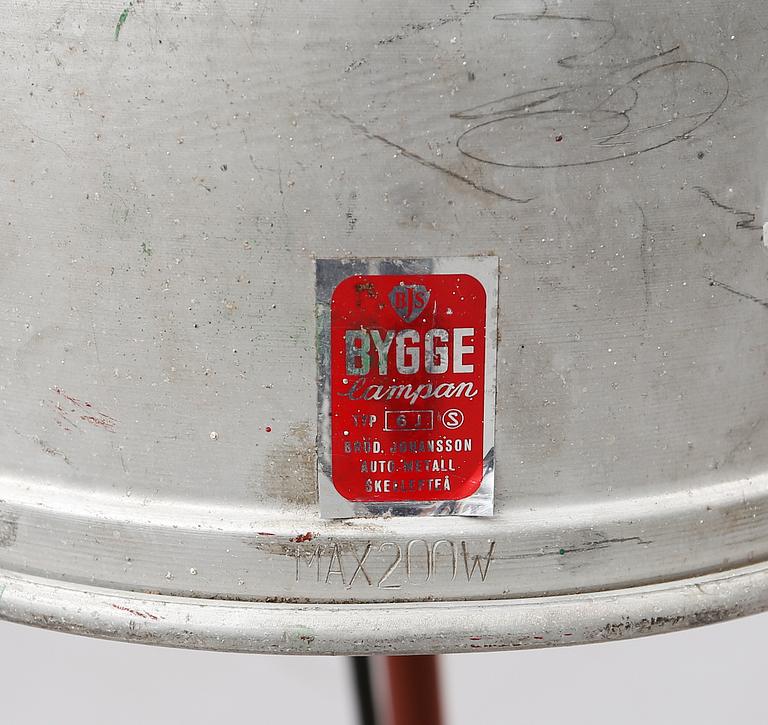 BJS
BYGGE
lampan
TYP 6 J. S
BRÖD. JOHANSSON
AUTO-METALL
SKELLEFTEÅ
MAX200W